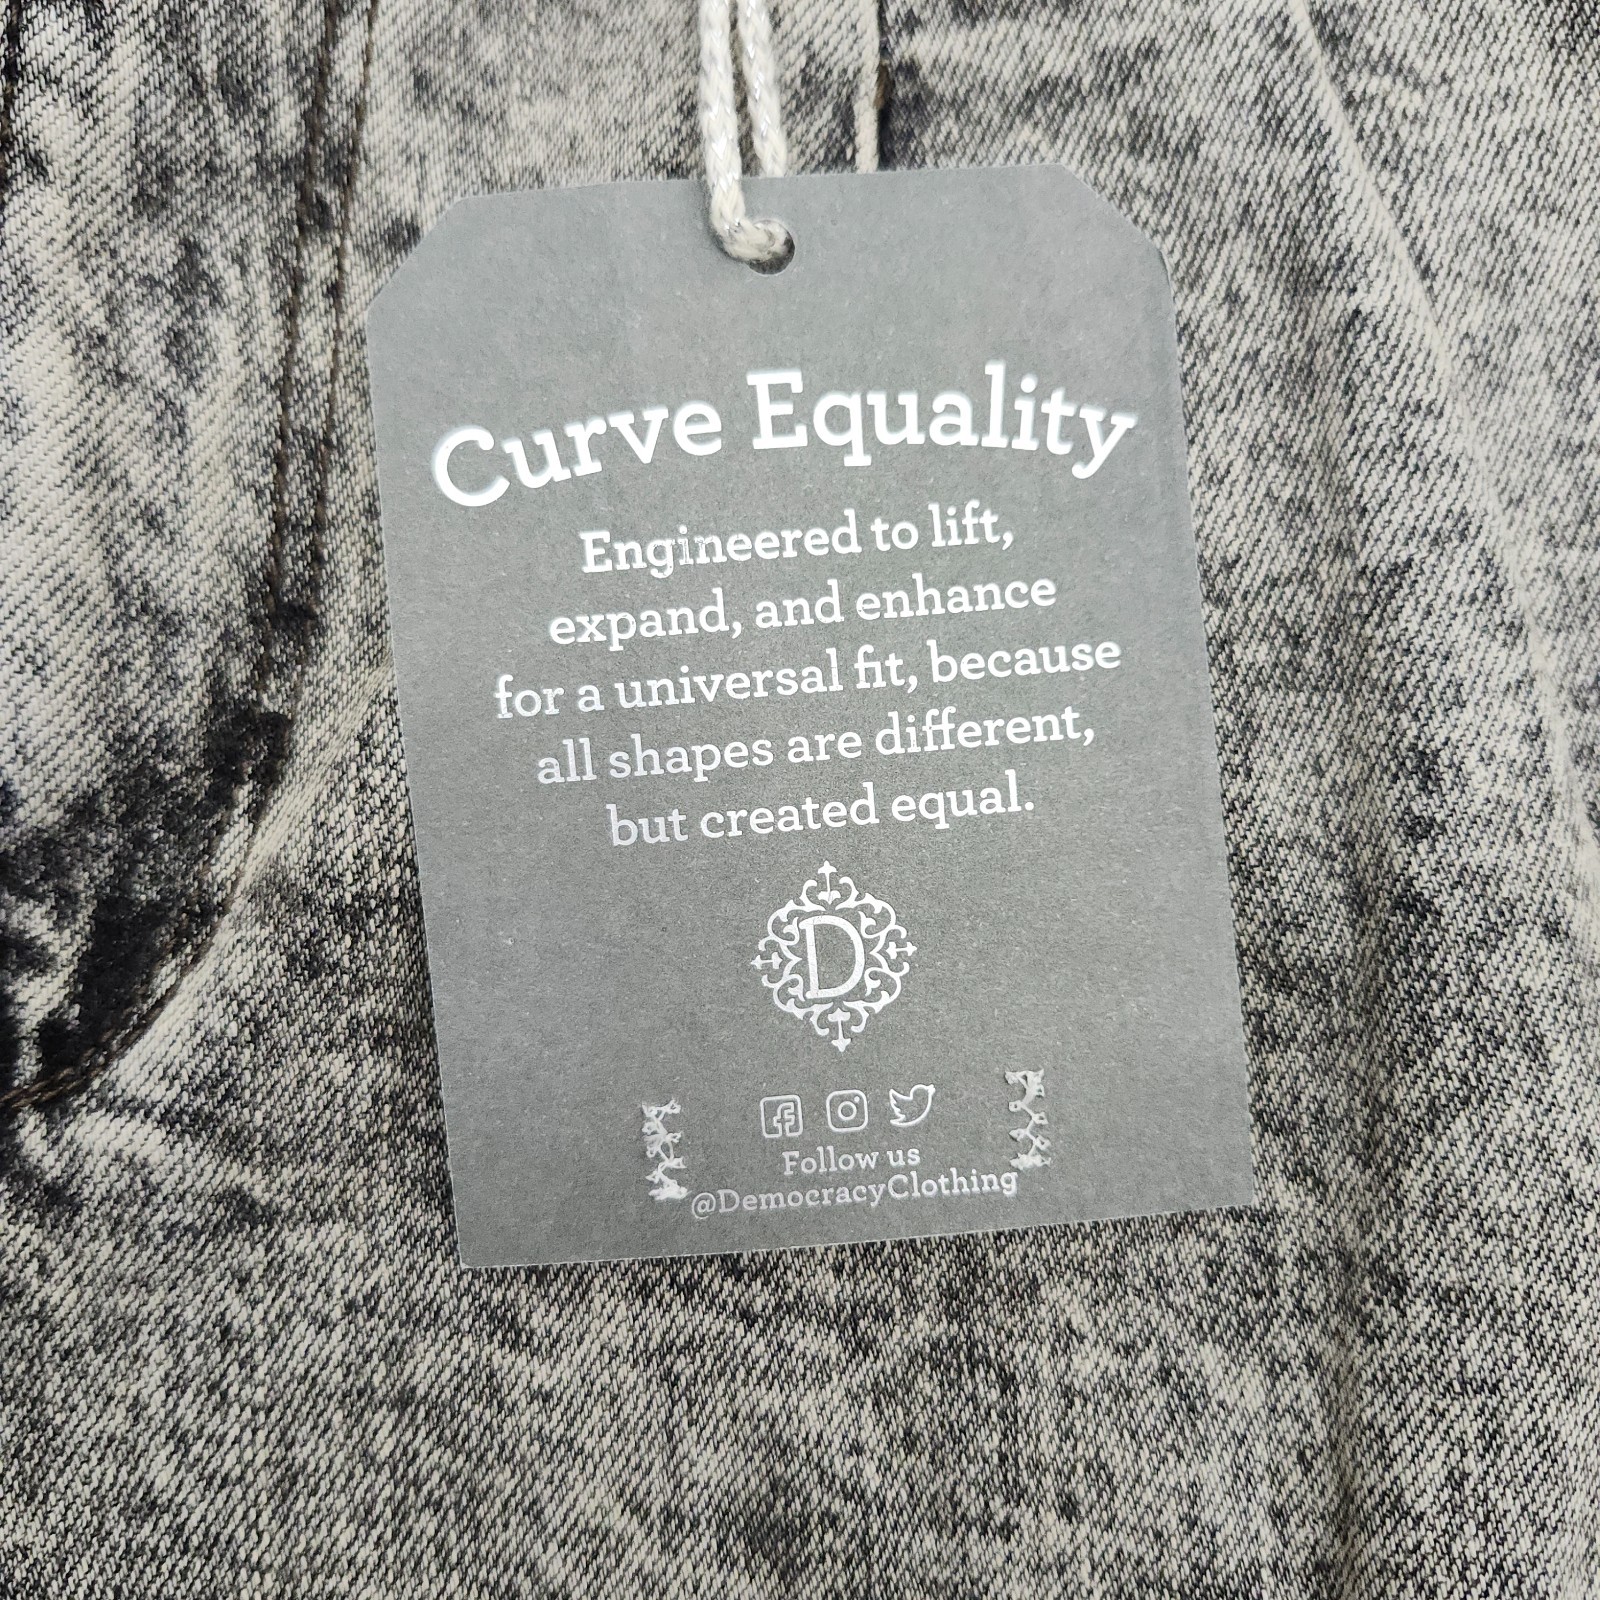 Curve Equality
Engineered to lift,
expand, and enhance
for a universal fit, because
all shapes are different,
but created equal.
D
Follow us
@DemocracyClothing